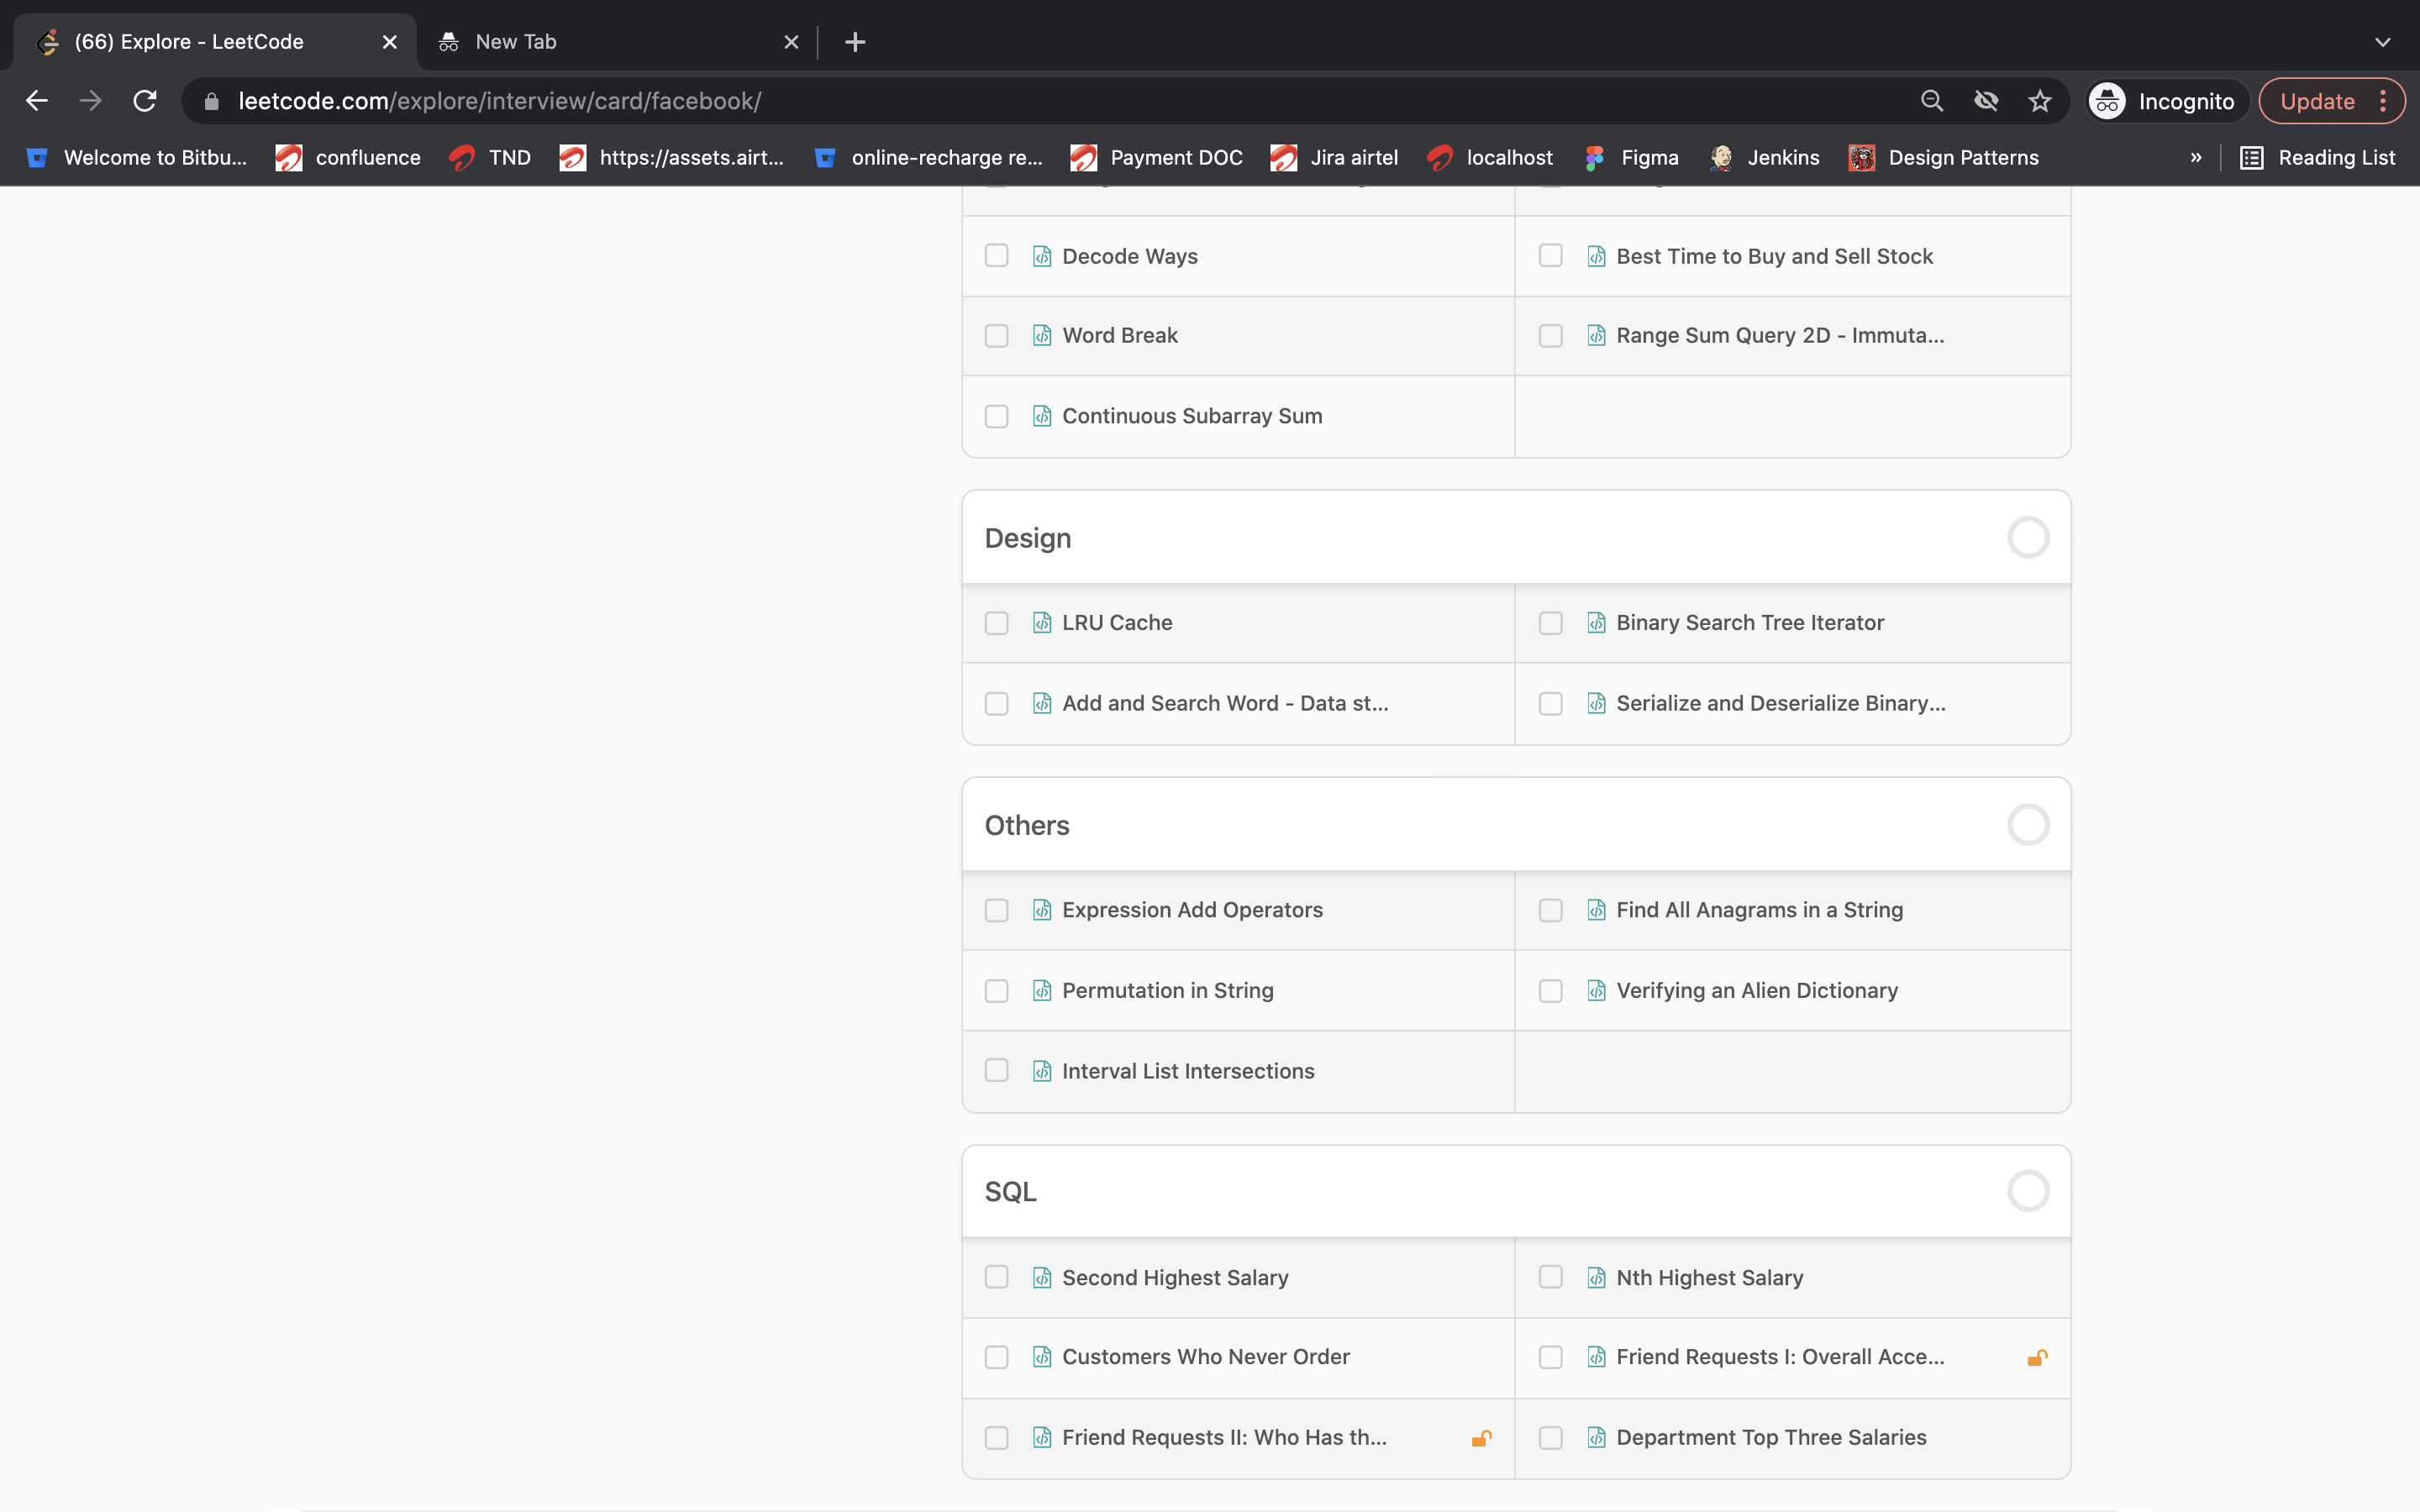 (66) Explore - LeetCode
New Tab
leetcode.com/explore/interview/card/facebook/
Incognito
Update
Welcome to Bitbu...
confluence
TND
https://assets.airt...
online-recharge re...
Payment DOC
Jira airtel
localhost
Figma
Jenkins
Design Patterns
»
Reading List
Decode Ways
Best Time to Buy and Sell Stock
Word Break
Range Sum Query 2D - Immuta...
Continuous Subarray Sum
Design
LRU Cache
Binary Search Tree Iterator
Add and Search Word - Data st...
Serialize and Deserialize Binary...
Others
Expression Add Operators
Find All Anagrams in a String
Permutation in String
Verifying an Alien Dictionary
Interval List Intersections
SQL
Second Highest Salary
Nth Highest Salary
Customers Who Never Order
Friend Requests I: Overall Acce...
Friend Requests II: Who Has th...
Department Top Three Salaries